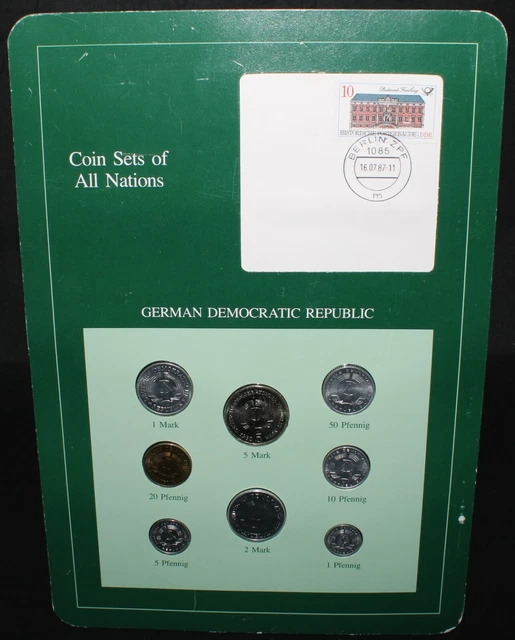 Coin Sets of
All Nations
10
DDR
BERLIN ZPF
1085
16.07.87-11
m
GERMAN DEMOCRATIC REPUBLIC
1 Mark
5 Mark
50 Pfennig
20 Pfennig
10 Pfennig
5 Pfennig
2 Mark
1 Pfennig